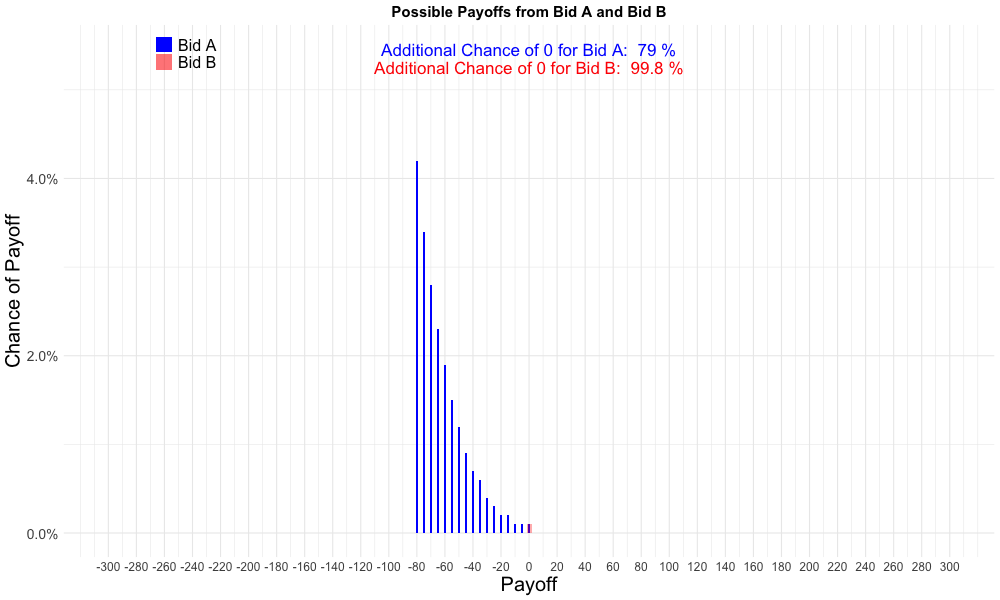 Possible Payoffs from Bid A and Bid B
Bid A
Bid B
Additional Chance of 0 for Bid A:  79 %
Additional Chance of 0 for Bid B:  99.8 %
Chance of Payoff
4.0%
2.0%
0.0%
-300 -280 -260 -240 -220 -200 -180 -160 -140 -120 -100 -80 -60 -40 -20 0 20 40 60 80 100 120 140 160 180 200 220 240 260 280 300
Payoff